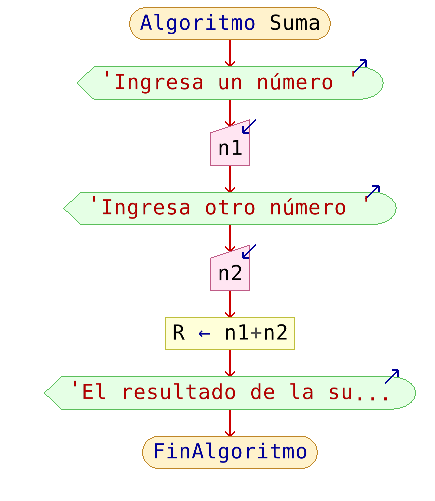 Algoritmo Suma
'Ingresa un número '
n1
'Ingresa otro número '
n2
R ← n1+n2
'El resultado de la su...
FinAlgoritmo